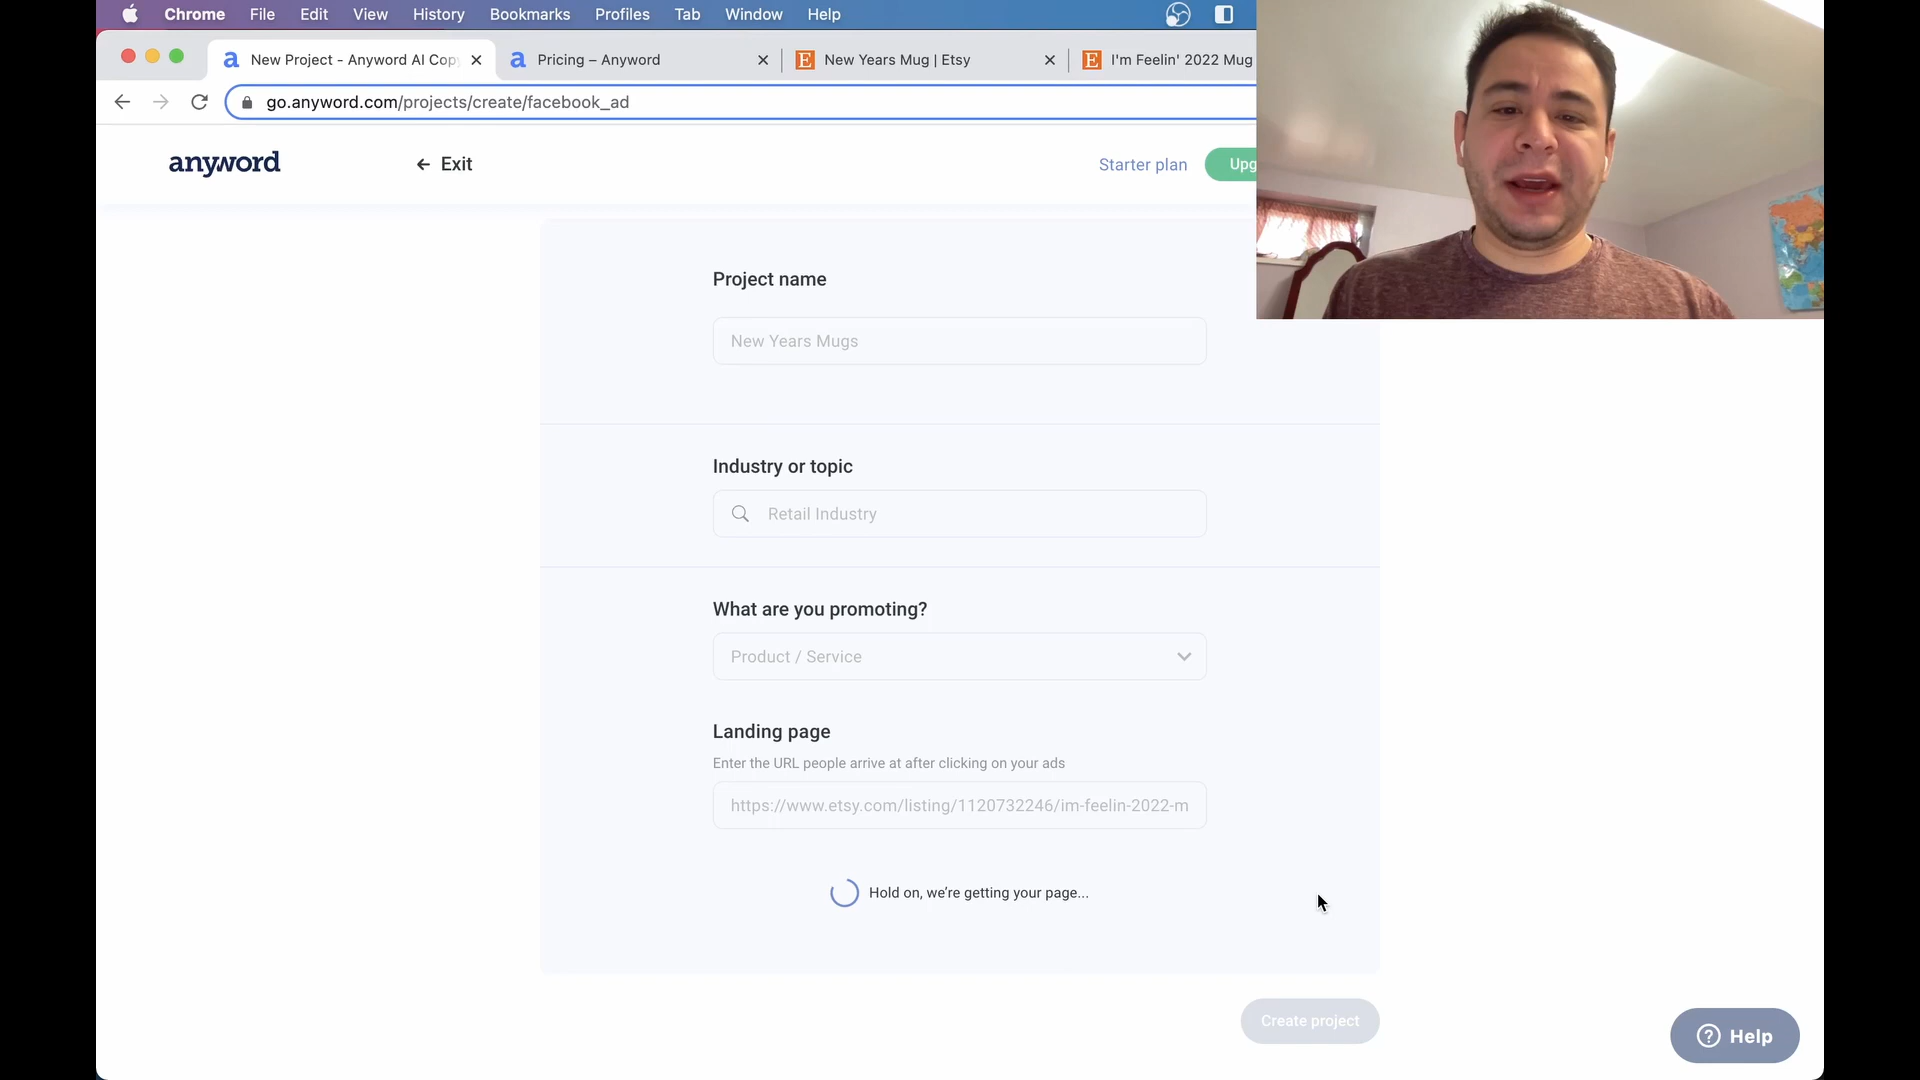 Chrome File Edit View History Bookmarks Profiles Tab Window Help
New Project - Anyword AI Cop
Pricing – Anyword
New Years Mug | Etsy
I'm Feelin' 2022 Mug
go.anyword.com/projects/create/facebook_ad
anyword
Exit
Starter plan
Upg
Project name
New Years Mugs
Industry or topic
Retail Industry
What are you promoting?
Product / Service
Landing page
Enter the URL people arrive at after clicking on your ads
https://www.etsy.com/listing/1120732246/im-feelin-2022-m
Hold on, we're getting your page...
Create project
Help